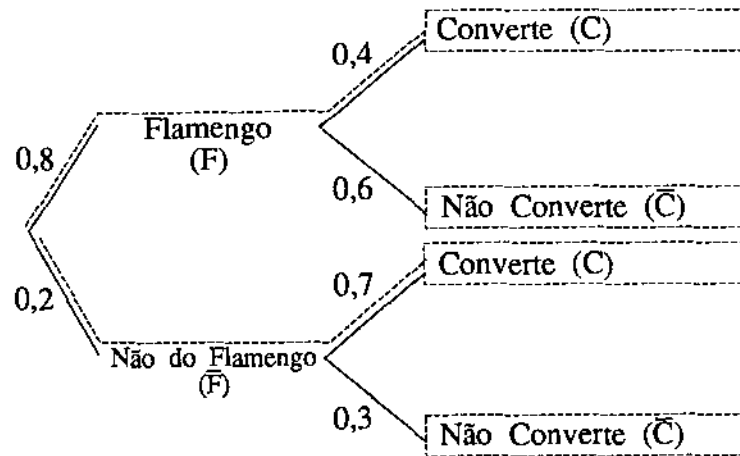 0,4
Converte (C)
0,8
Flamengo
(F)
0,6
Não Converte (C̅)
0,2
0,7
Converte (C)
Não do Flamengo
(F̅)
0,3
Não Converte (C̅)